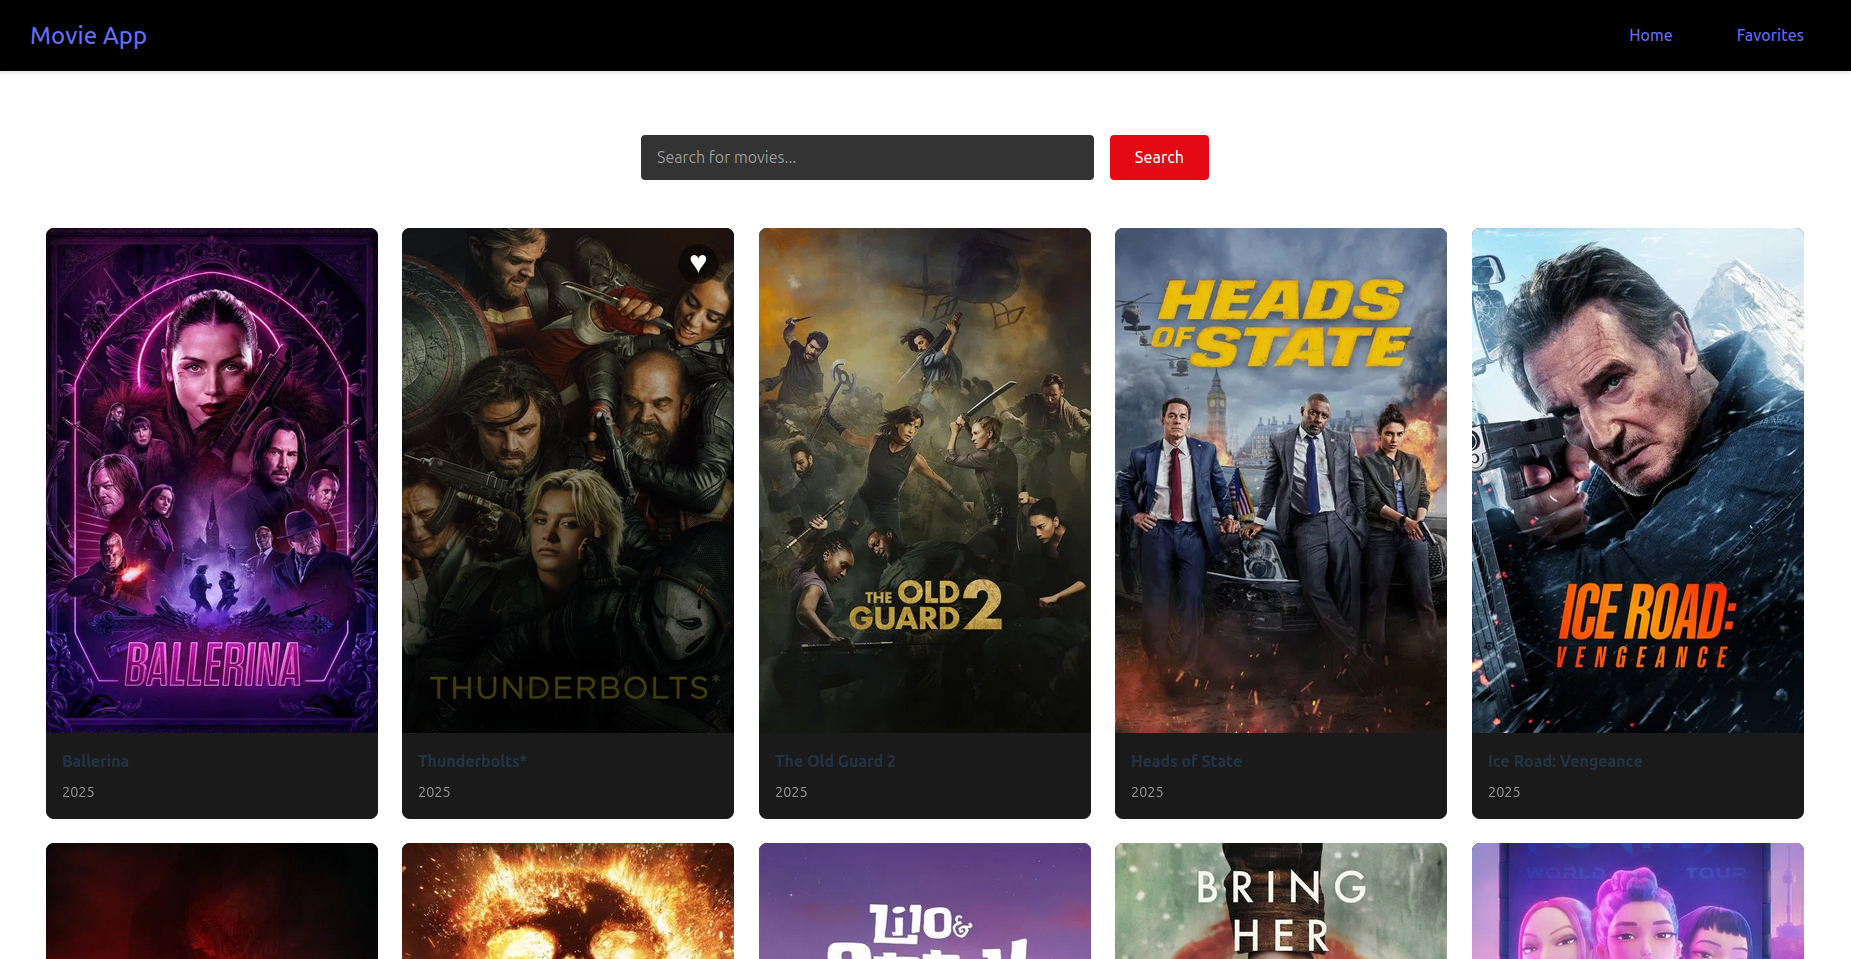 Movie App
Home
Favorites
Search for movies...
Search
BALLERINA
THUNDERBOLTS*
THE OLD
GUARD 2
HEADS
OF STATE
ICE ROAD:
VENGEANCE
Ballerina
Thunderbolts*
The Old Guard 2
Heads of State
Ice Road: Vengeance
2025
2025
2025
2025
2025
Lilo &
BRING
HER
WORLD TOUR